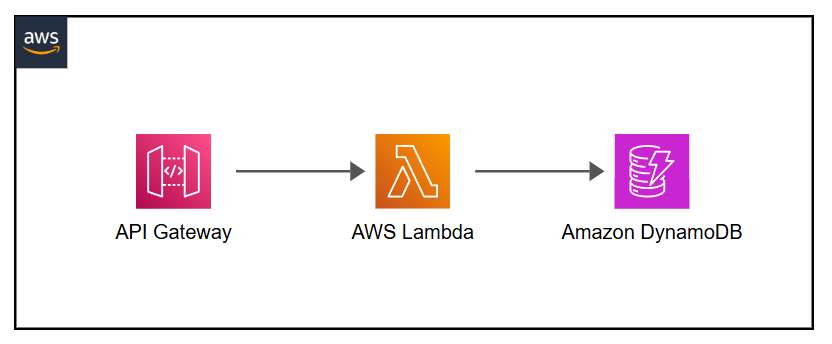 aws
</>
API Gateway
AWS Lambda
Amazon DynamoDB